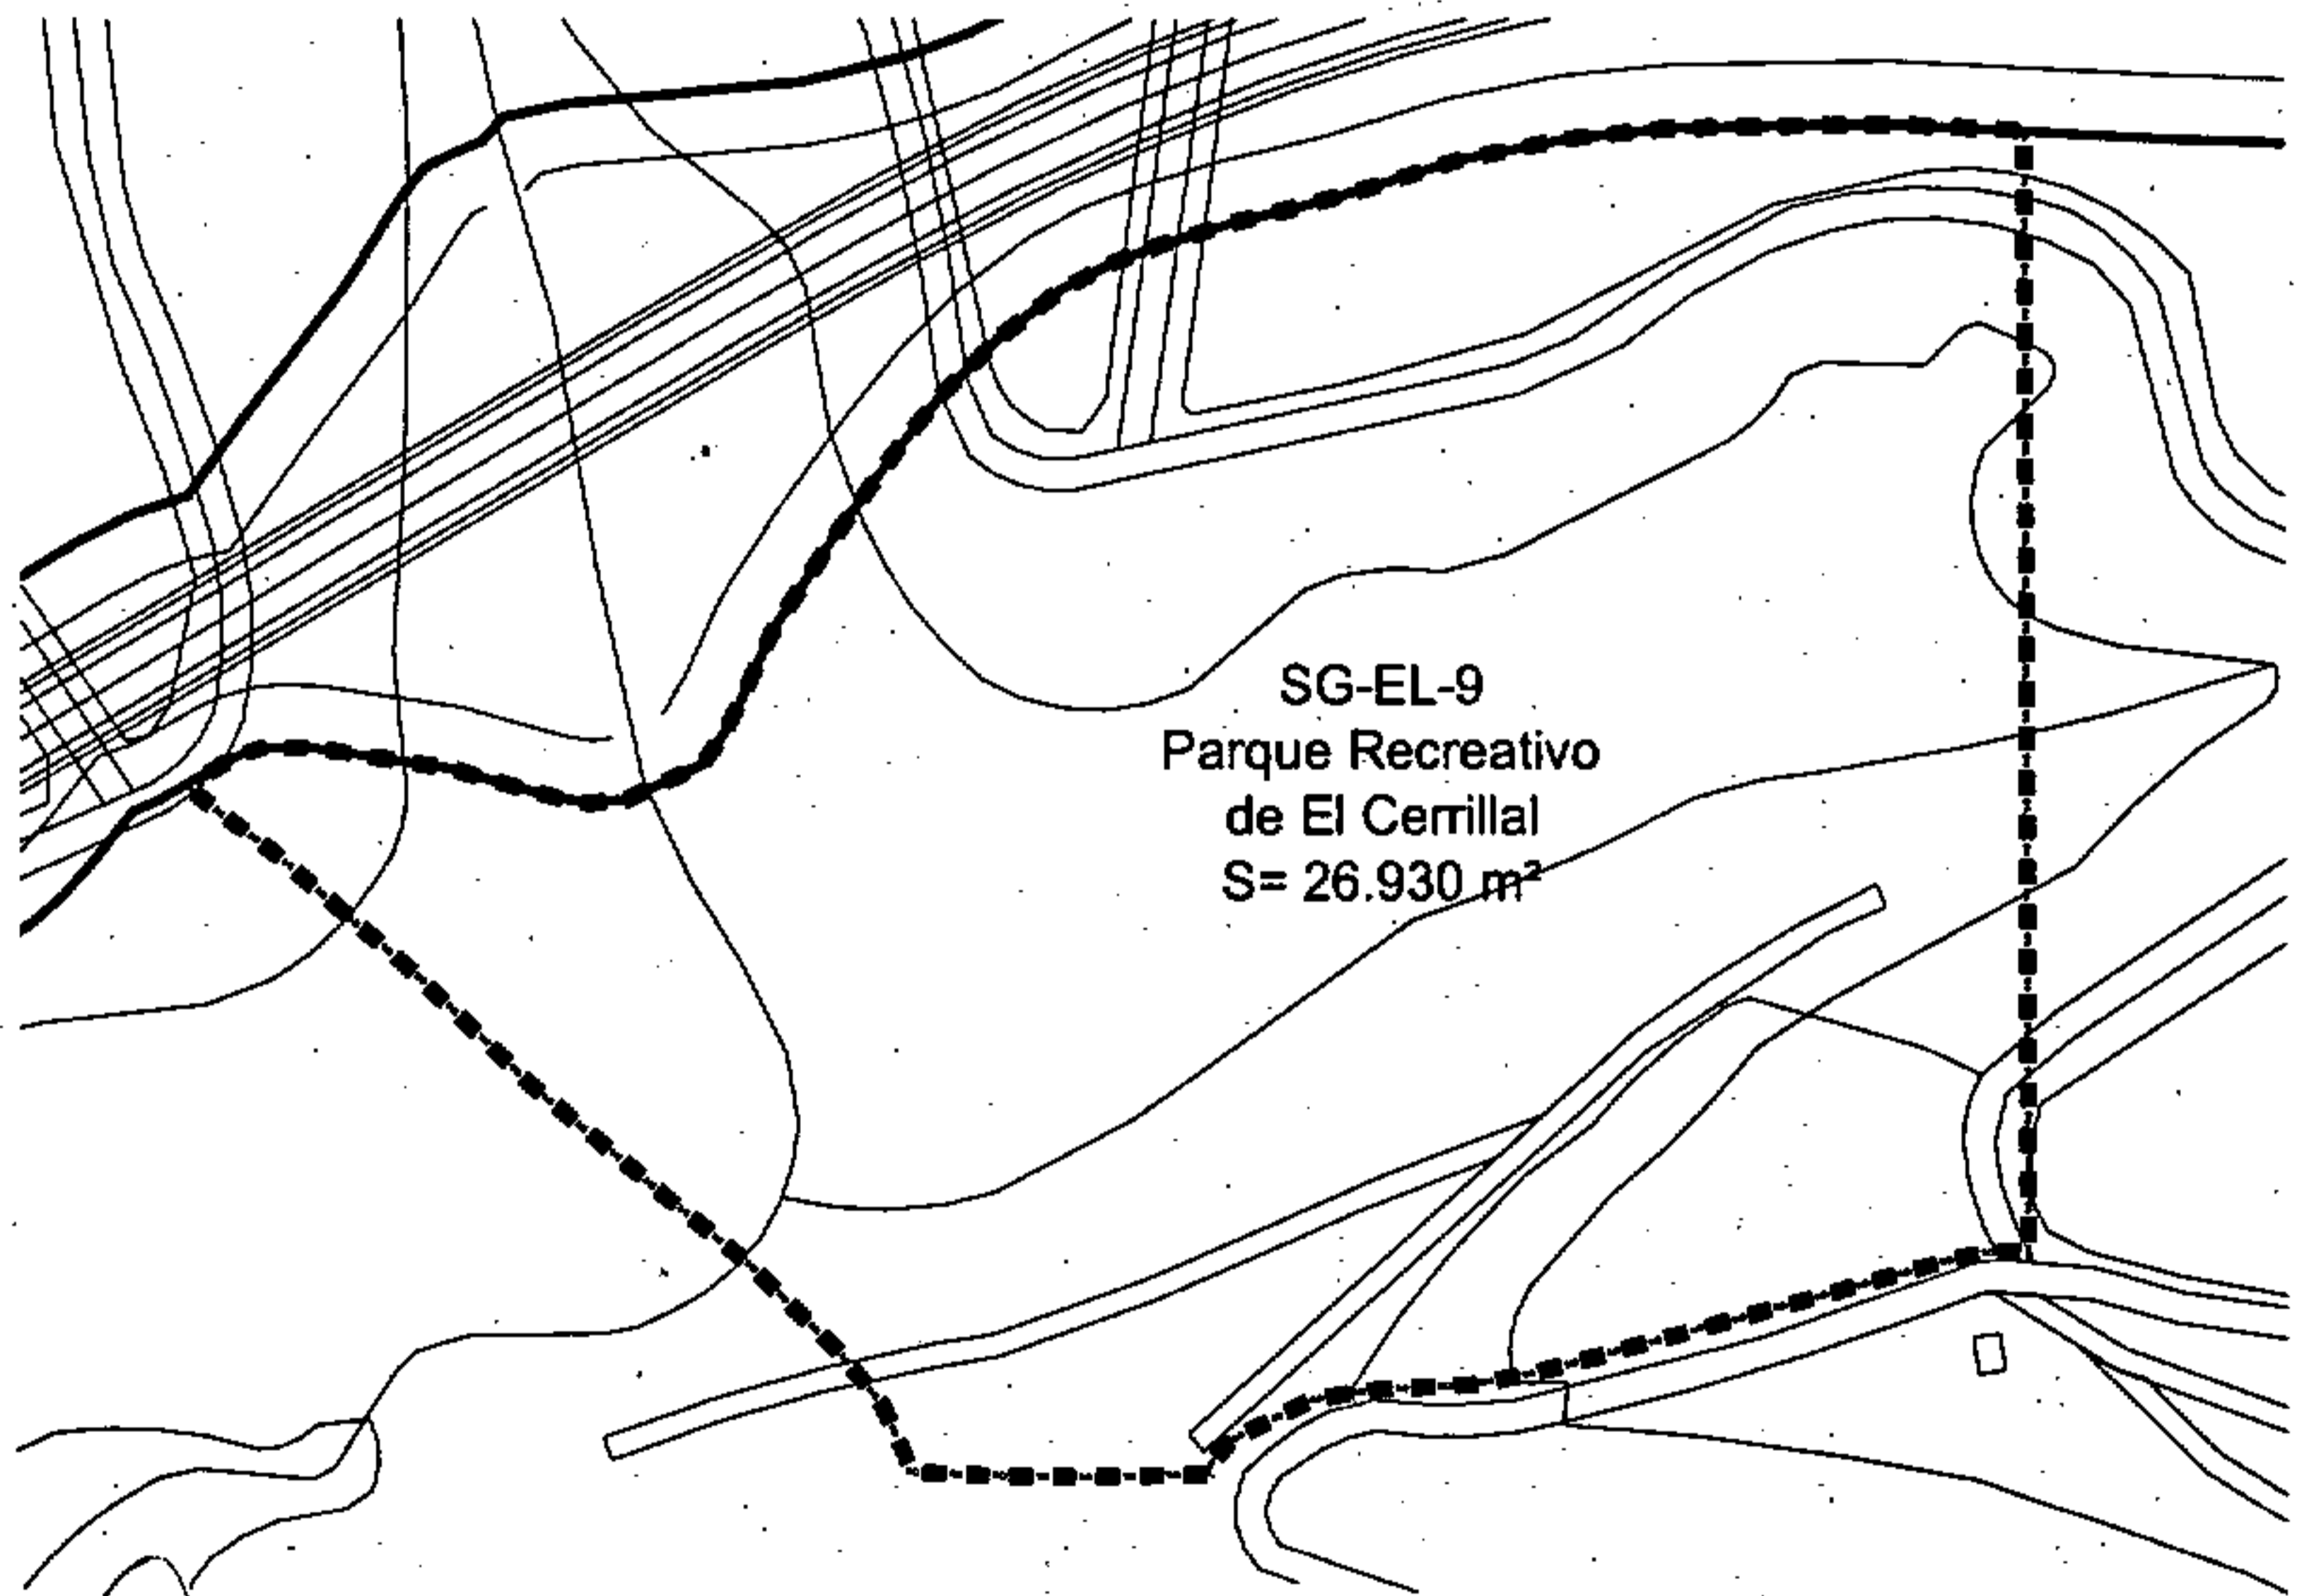 SG-EL-9
Parque Recreativo
de El Cerrillal
S= 26.930 m²